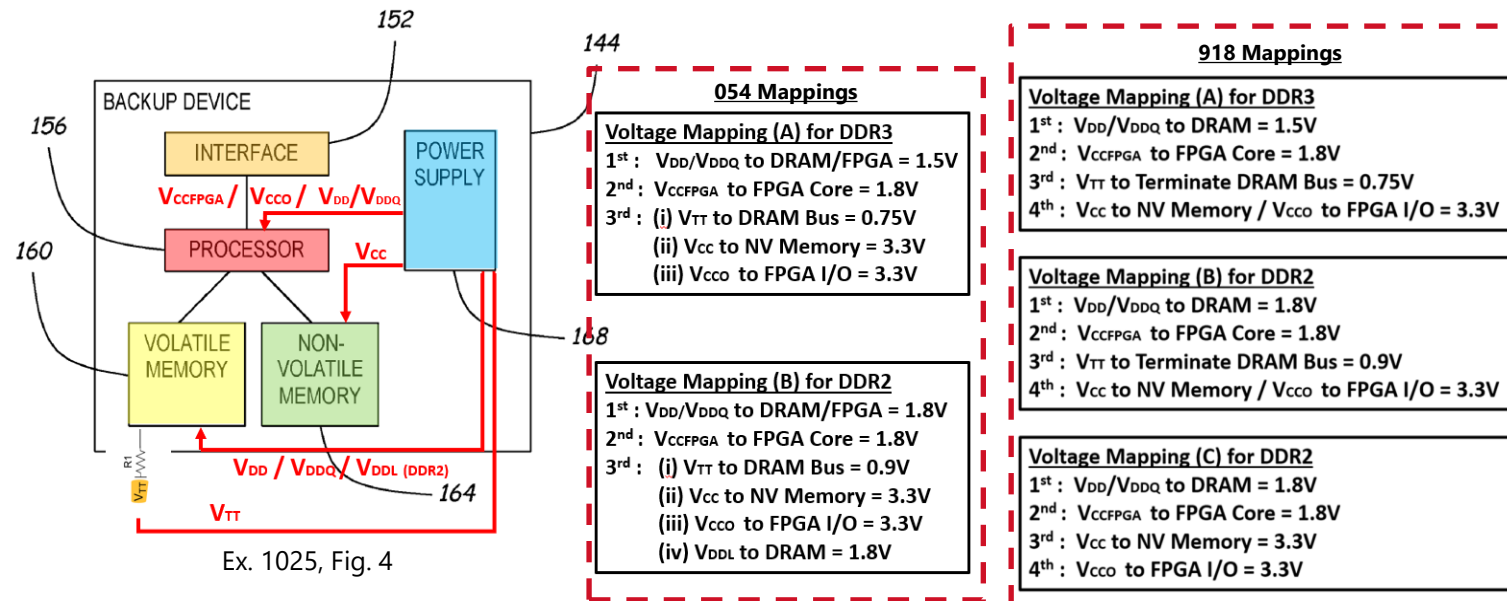 152
144
BACKUP DEVICE
156
INTERFACE
POWER
SUPPLY
VCCFPGA / VCCO / VDD/VDDQ
PROCESSOR
160
VCC
VOLATILE
MEMORY
NON-
VOLATILE
MEMORY
168
R1
VTT
VDD / VDDQ / VDDL (DDR2)
164
VTT
Ex. 1025, Fig. 4
054 Mappings
Voltage Mapping (A) for DDR3
1st : VDD/VDDQ to DRAM/FPGA = 1.5V
2nd : VCCFPGA to FPGA Core = 1.8V
3rd : (i) VTT to DRAM Bus = 0.75V
(ii) Vcc to NV Memory = 3.3V
(iii) Vcco to FPGA I/O = 3.3V
Voltage Mapping (B) for DDR2
1st : VDD/VDDQ to DRAM/FPGA = 1.8V
2nd : VCCFPGA to FPGA Core = 1.8V
3rd : (i) VTT to DRAM Bus = 0.9V
(ii) Vcc to NV Memory = 3.3V
(iii) Vcco to FPGA I/O = 3.3V
(iv) VDDL to DRAM = 1.8V
918 Mappings
Voltage Mapping (A) for DDR3
1st : VDD/VDDQ to DRAM = 1.5V
2nd : VCCFPGA to FPGA Core = 1.8V
3rd : VTT to Terminate DRAM Bus = 0.75V
4th : Vcc to NV Memory / Vcco to FPGA I/O = 3.3V
Voltage Mapping (B) for DDR2
1st : VDD/VDDQ to DRAM = 1.8V
2nd : VCCFPGA to FPGA Core = 1.8V
3rd : VTT to Terminate DRAM Bus = 0.9V
4th : Vcc to NV Memory / Vcco to FPGA I/O = 3.3V
Voltage Mapping (C) for DDR2
1st : VDD/VDDQ to DRAM = 1.8V
2nd : VCCFPGA to FPGA Core = 1.8V
3rd : Vcc to NV Memory = 3.3V
4th : Vcco to FPGA I/O = 3.3V